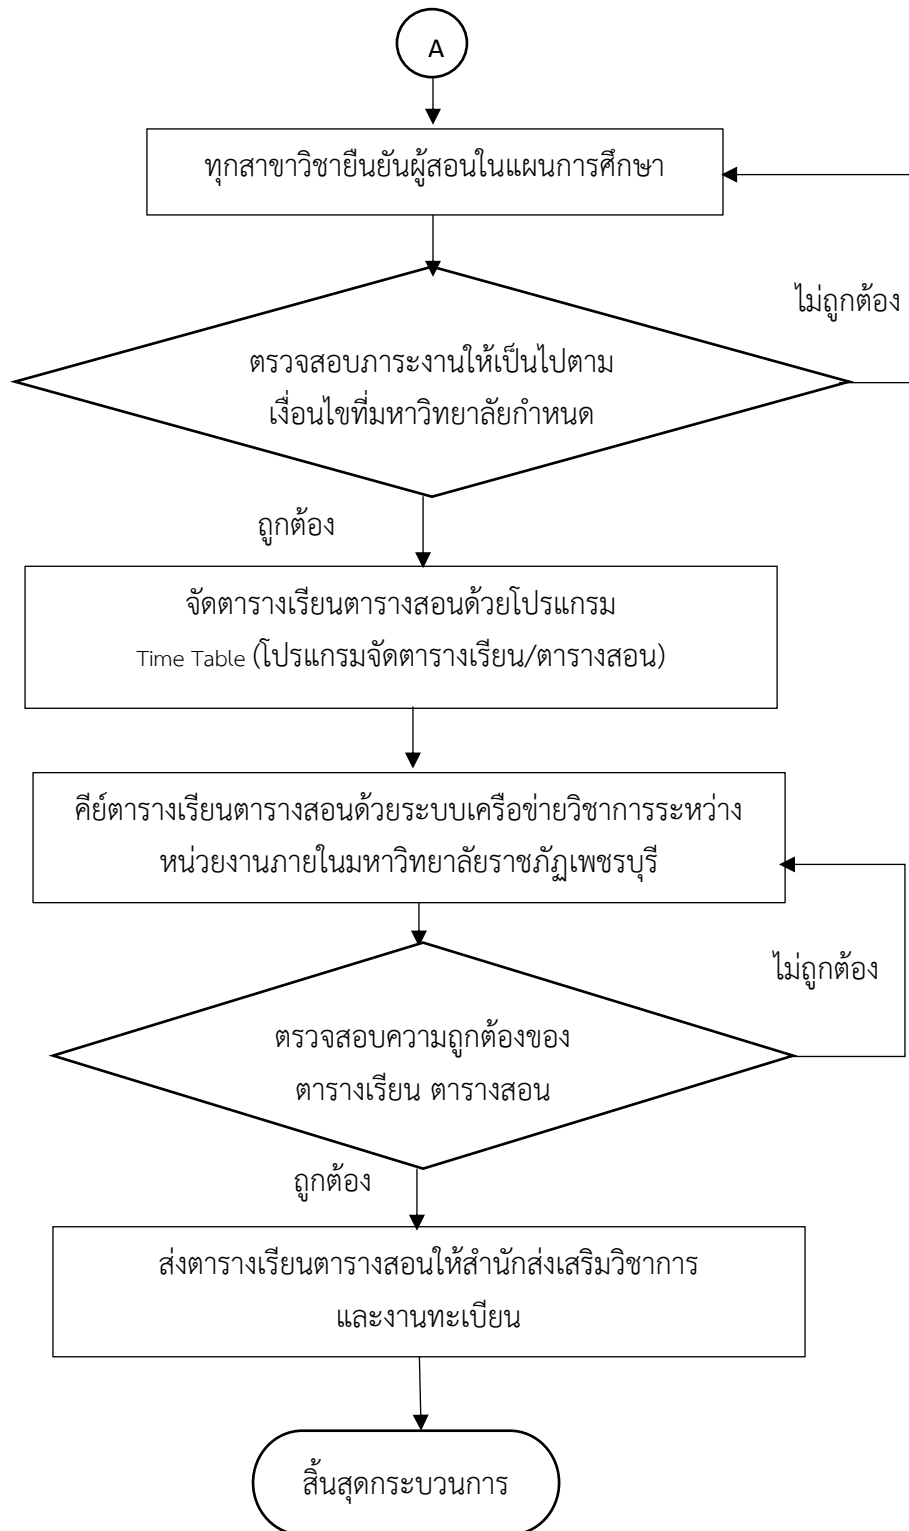 A
ทุกสาขาวิชายืนยันผู้สอนในแผนการศึกษา
ไม่ถูกต้อง
ตรวจสอบภาระงานให้เป็นไปตาม
เงื่อนไขที่มหาวิทยาลัยกำหนด
ถูกต้อง
จัดตารางเรียนตารางสอนด้วยโปรแกรม
Time Table (โปรแกรมจัดตารางเรียน/ตารางสอน)
คีย์ตารางเรียนตารางสอนด้วยระบบเครือข่ายวิชาการระหว่าง
หน่วยงานภายในมหาวิทยาลัยราชภัฏเพชรบุรี
ไม่ถูกต้อง
ตรวจสอบความถูกต้องของ
ตารางเรียน ตารางสอน
ถูกต้อง
ส่งตารางเรียนตารางสอนให้สำนักส่งเสริมวิชาการ
และงานทะเบียน
สิ้นสุดกระบวนการ